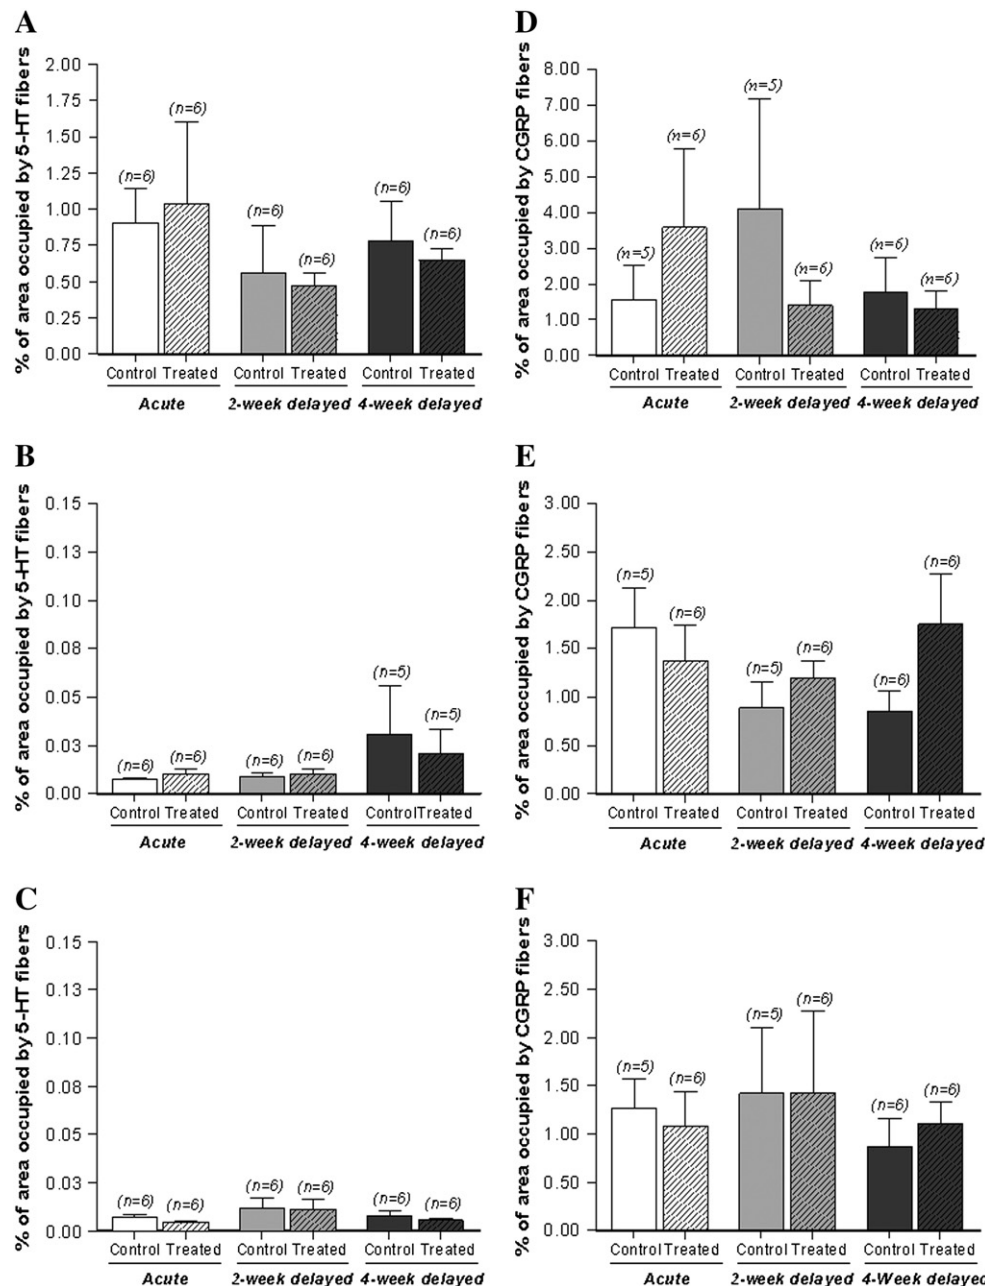 A
% of area occupied by 5-HT fibers
2.00
1.75
1.50
1.25
1.00
0.75
0.50
0.25
0.00
(n=6)
(n=6)
(n=6)
(n=6)
(n=6)
(n=6)
Control Treated Control Treated Control Treated
Acute 2-week delayed 4-week delayed
D
% of area occupied by CGRP fibers
8.00
7.00
6.00
5.00
4.00
3.00
2.00
1.00
0.00
(n=5)
(n=6)
(n=5)
(n=6)
(n=6)
(n=6)
Control Treated Control Treated Control Treated
Acute 2-week delayed 4-week delayed
B
% of area occupied by 5-HT fibers
0.15
0.13
0.10
0.08
0.05
0.03
0.00
(n=6)
(n=6)
(n=6)
(n=6)
(n=5)
(n=5)
Control Treated Control Treated ControlTreated
Acute 2-week delayed 4-week delayed
E
% of area occupied by CGRP fibers
3.00
2.50
2.00
1.50
1.00
0.50
0.00
(n=5)
(n=6)
(n=5)
(n=6)
(n=6)
(n=6)
Control Treated Control Treated Control Treated
Acute 2-week delayed 4-week delayed
C
% of area occupied by 5-HT fibers
0.15
0.13
0.10
0.08
0.05
0.03
0.00
(n=6)
(n=6)
(n=6)
(n=6)
(n=6)
(n=6)
Control Treated Control Treated Control Treated
Acute 2-week delayed 4-week delayed
F
% of area occupied by CGRP fibers
3.00
2.50
2.00
1.50
1.00
0.50
0.00
(n=5)
(n=6)
(n=5)
(n=6)
(n=6)
(n=6)
Control Treated Control Treated Control Treated
Acute 2-week delayed 4-Week delayed